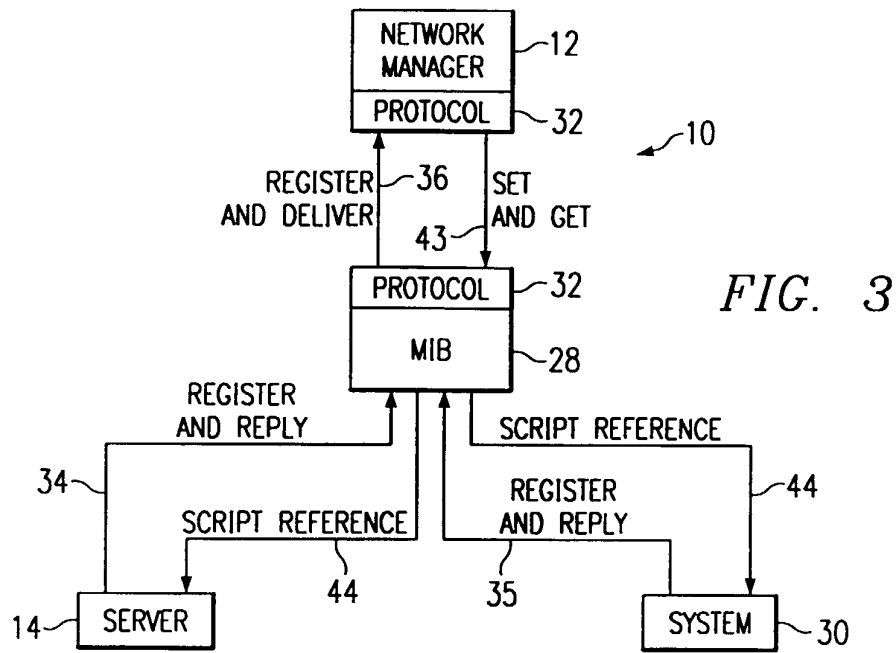 NETWORK
MANAGER
12
PROTOCOL
32
10
REGISTER
AND DELIVER
36
SET
AND GET
43
PROTOCOL
32
FIG. 3
MIB
28
REGISTER
AND REPLY
SCRIPT REFERENCE
34
REGISTER
AND REPLY
44
SCRIPT REFERENCE
44
35
14
SERVER
SYSTEM
30